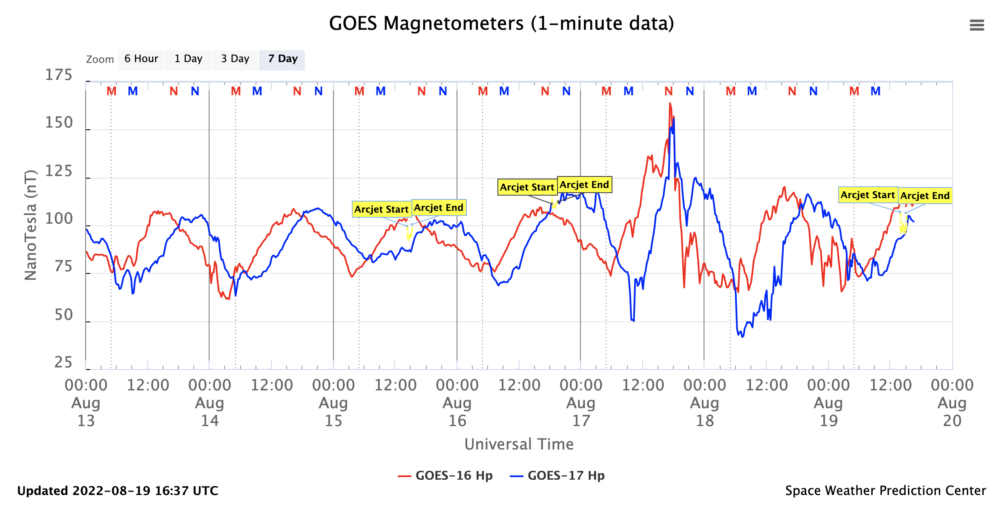 GOES Magnetometers (1-minute data)
Zoom 6 Hour 1 Day 3 Day 7 Day
175
150
125
100
75
50
25
NanoTesla (nT)
M M N N M M N N M M N N M M N N M M N N M M N N M M
Arcjet Start
Arcjet End
Arcjet Start
Arcjet End
Arcjet Start
Arcjet End
00:00 12:00 00:00 12:00 00:00 12:00 00:00 12:00 00:00 12:00 00:00 12:00 00:00 12:00 00:00
Aug Aug Aug Aug Aug Aug Aug Aug
13 14 15 16 17 18 19 20
Universal Time
GOES-16 Hp GOES-17 Hp
Updated 2022-08-19 16:37 UTC
Space Weather Prediction Center